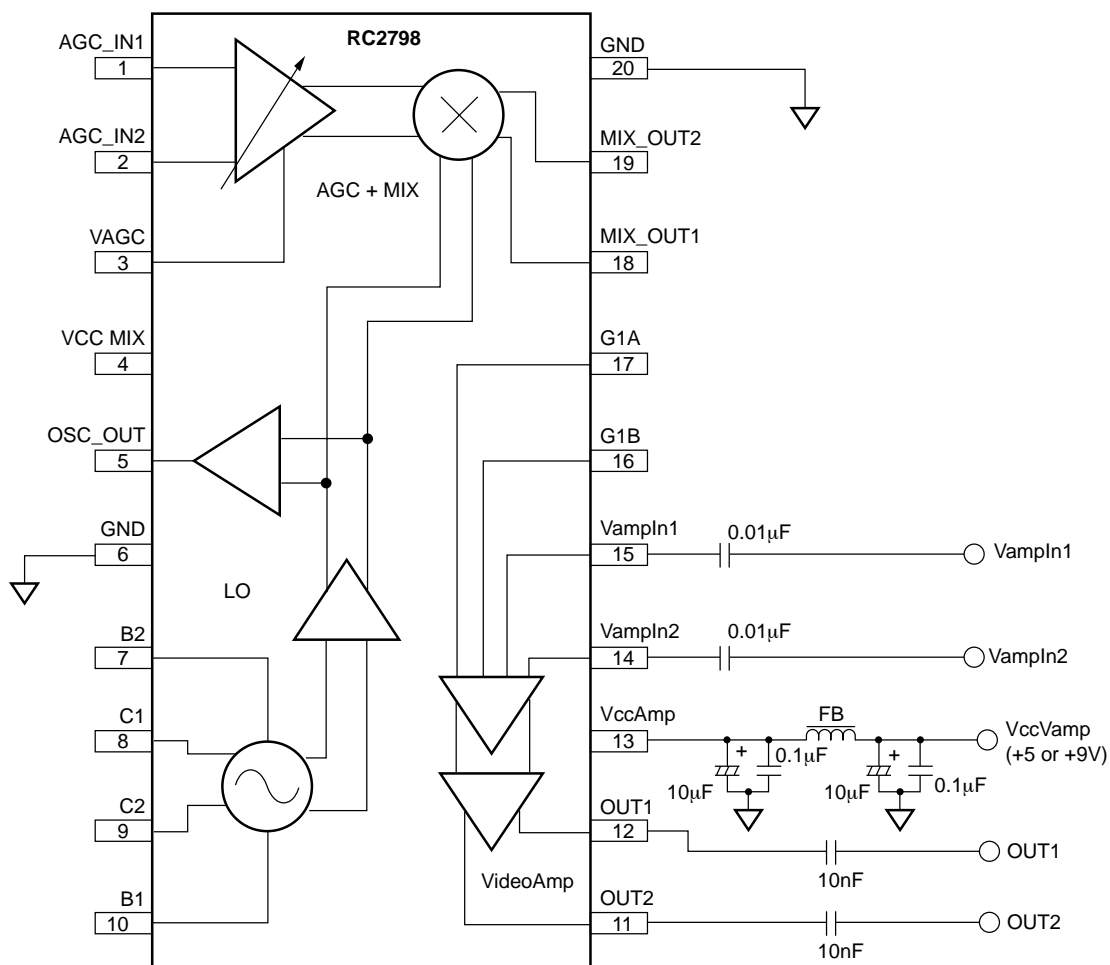 RC2798
AGC_IN1
1
AGC_IN2
2
VAGC
3
VCC MIX
4
OSC_OUT
5
GND
6
B2
7
C1
8
C2
9
B1
10
AGC + MIX
LO
VideoAmp
GND
20
MIX_OUT2
19
MIX_OUT1
18
G1A
17
G1B
16
VampIn1
15
0.01µF
VampIn1
VampIn2
14
0.01µF
VampIn2
VccAmp
13
+
10µF
0.1µF
FB
+
10µF
0.1µF
VccVamp
(+5 or +9V)
OUT1
12
10nF
OUT1
OUT2
11
10nF
OUT2